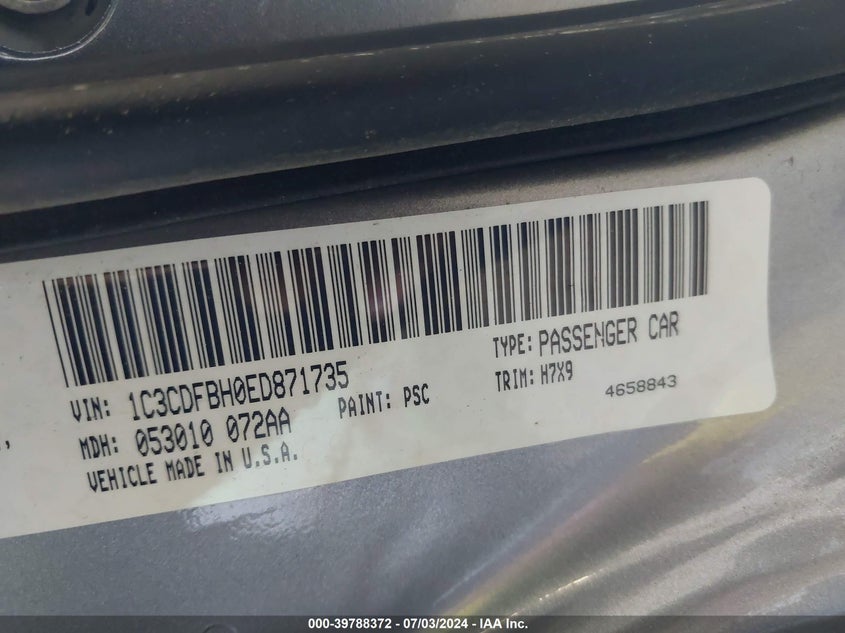 VIN: 1C3CDFBH0ED871735
TYPE: PASSENGER CAR
MDH: 053010 072AA
PAINT: PSC
TRIM: H7X9
VEHICLE MADE IN U.S.A.
4658843
000-39788372 - 07/03/2024 - IAA Inc.